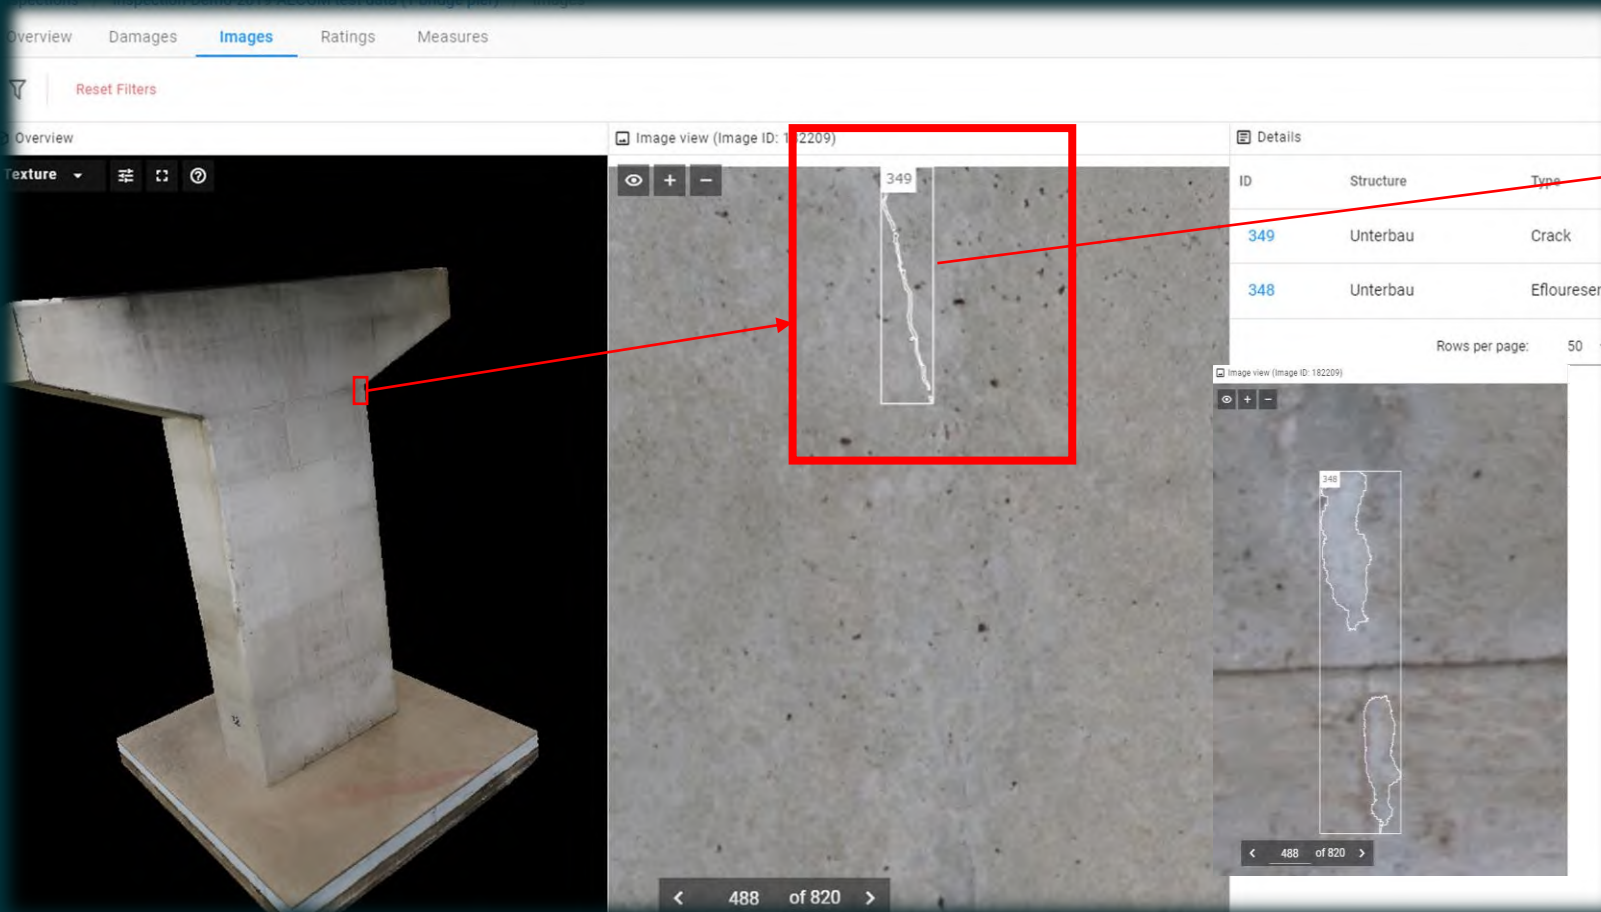 Overview Damages Images Ratings Measures
Reset Filters
Overview
Texture
Image view (Image ID: 182209)
349
488 of 820
Details
ID Structure Type
349 Unterbau Crack
348 Unterbau Efloureser
Rows per page: 50
Image view (Image ID: 182209)
348
488 of 820